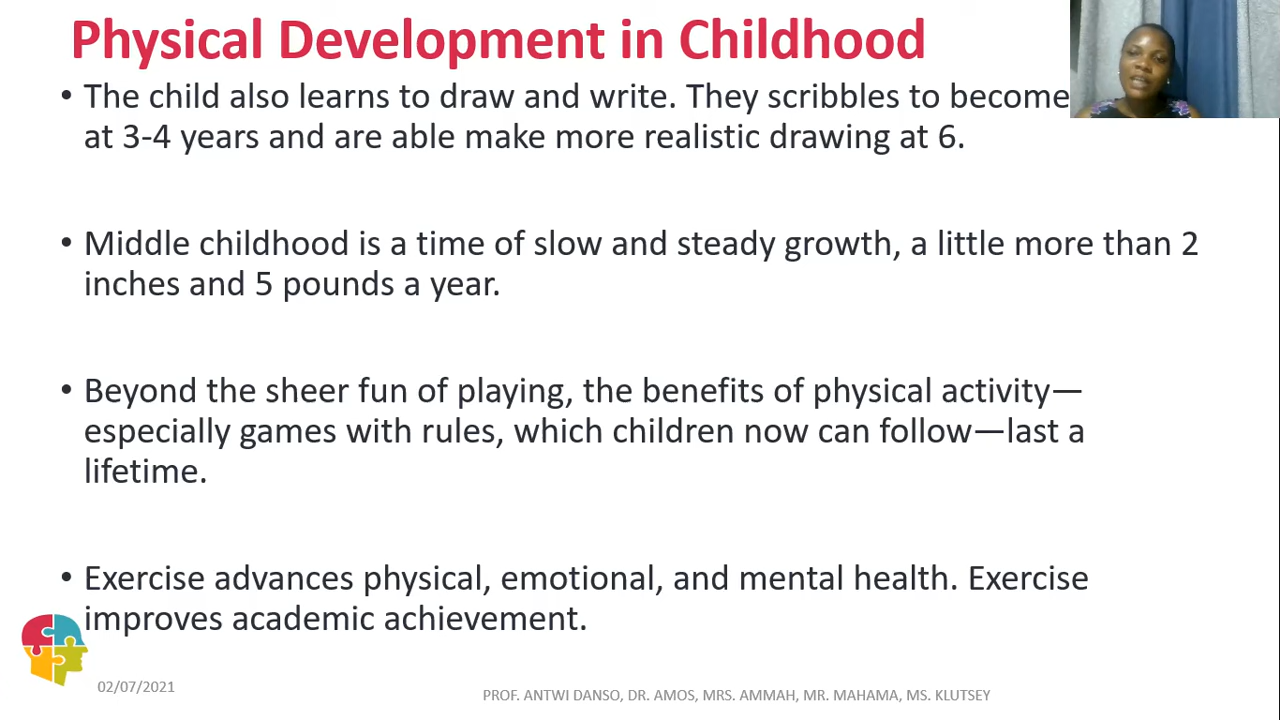 Physical Development in Childhood
• The child also learns to draw and write. They scribbles to become
at 3-4 years and are able make more realistic drawing at 6.
• Middle childhood is a time of slow and steady growth, a little more than 2
inches and 5 pounds a year.
• Beyond the sheer fun of playing, the benefits of physical activity—
especially games with rules, which children now can follow—last a
lifetime.
• Exercise advances physical, emotional, and mental health. Exercise
improves academic achievement.
02/07/2021
PROF. ANTWI DANSO, DR. AMOS, MRS. AMMAH, MR. MAHAMA, MS. KLUTSEY